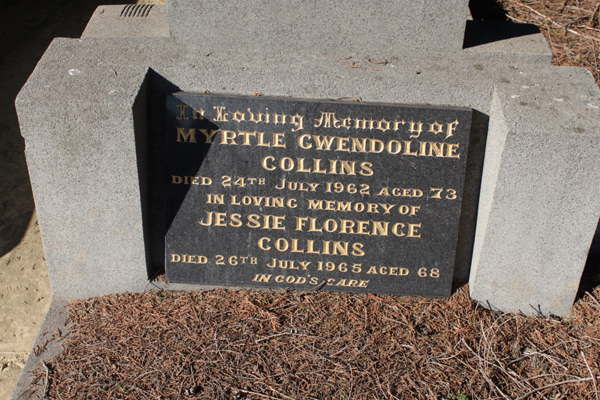 In Loving Memory of
MYRTLE GWENDOLINE
COLLINS
DIED 24TH JULY 1962 AGED 73
IN LOVING MEMORY OF
JESSIE FLORENCE
COLLINS
DIED 26TH JULY 1965 AGED 68
IN GOD'S CARE